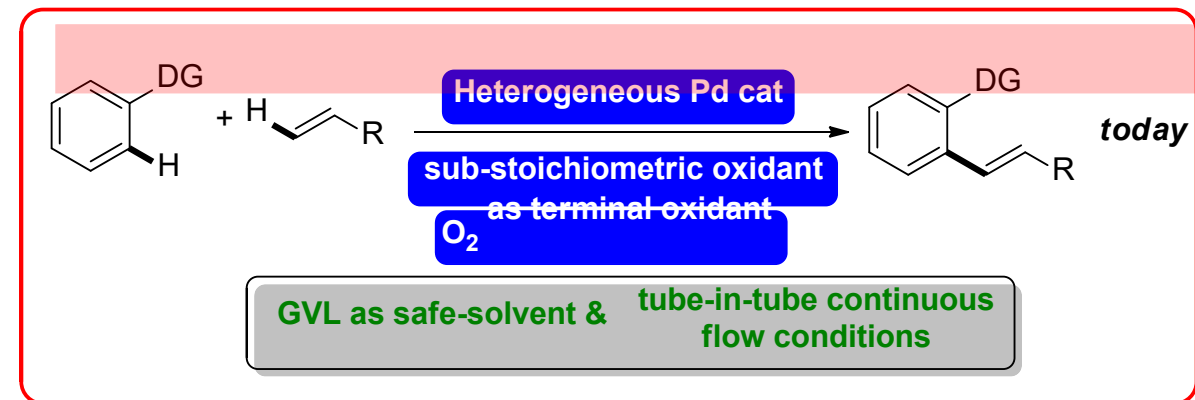 DG
H
+
H
R
Heterogeneous Pd cat
sub-stoichiometric oxidant
O2 as terminal oxidant
DG
R
today
GVL as safe-solvent & tube-in-tube continuous
flow conditions